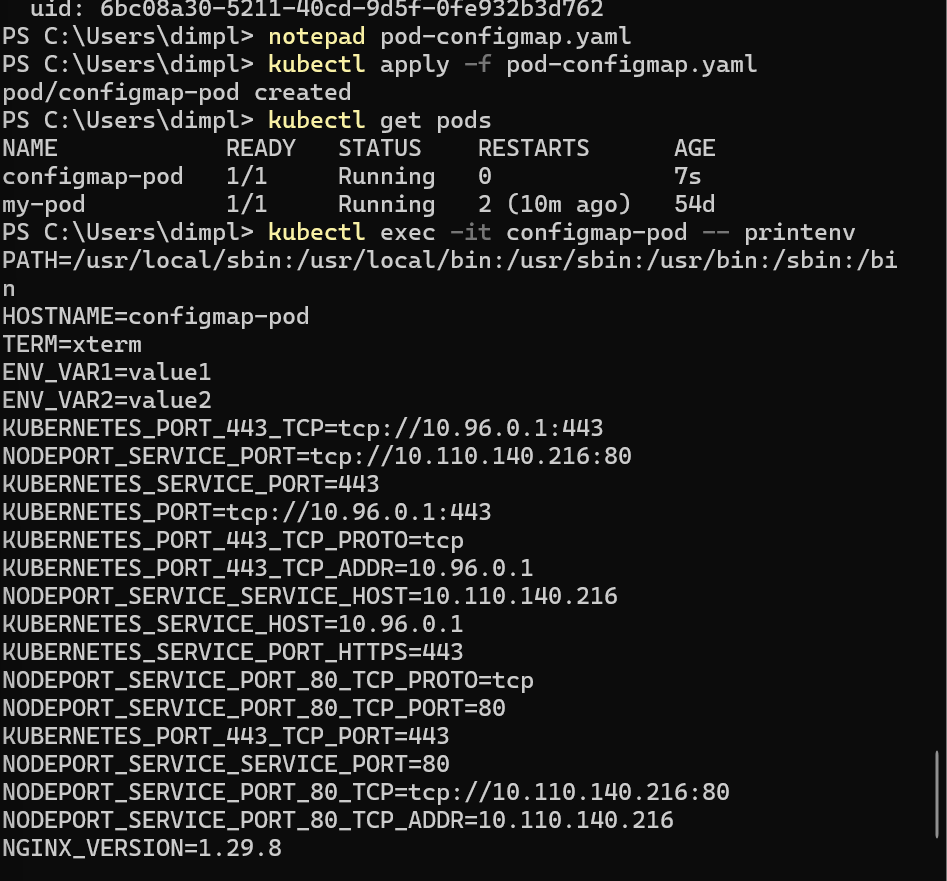 uid: 6bc08a30-5211-40cd-9d5f-0fe932b3d762
PS C:\Users\dimpl> notepad pod-configmap.yaml
PS C:\Users\dimpl> kubectl apply -f pod-configmap.yaml
pod/configmap-pod created
PS C:\Users\dimpl> kubectl get pods
NAME            READY   STATUS    RESTARTS      AGE
configmap-pod   1/1     Running   0             7s
my-pod          1/1     Running   2 (10m ago)   54d
PS C:\Users\dimpl> kubectl exec -it configmap-pod -- printenv
PATH=/usr/local/sbin:/usr/local/bin:/usr/sbin:/usr/bin:/sbin:/bi
n
HOSTNAME=configmap-pod
TERM=xterm
ENV_VAR1=value1
ENV_VAR2=value2
KUBERNETES_PORT_443_TCP=tcp://10.96.0.1:443
NODEPORT_SERVICE_PORT=tcp://10.110.140.216:80
KUBERNETES_SERVICE_PORT=443
KUBERNETES_PORT=tcp://10.96.0.1:443
KUBERNETES_PORT_443_TCP_PROTO=tcp
KUBERNETES_PORT_443_TCP_ADDR=10.96.0.1
NODEPORT_SERVICE_SERVICE_HOST=10.110.140.216
KUBERNETES_SERVICE_HOST=10.96.0.1
KUBERNETES_SERVICE_PORT_HTTPS=443
NODEPORT_SERVICE_PORT_80_TCP_PROTO=tcp
NODEPORT_SERVICE_PORT_80_TCP_PORT=80
KUBERNETES_PORT_443_TCP_PORT=443
NODEPORT_SERVICE_SERVICE_PORT=80
NODEPORT_SERVICE_PORT_80_TCP=tcp://10.110.140.216:80
NODEPORT_SERVICE_PORT_80_TCP_ADDR=10.110.140.216
NGINX_VERSION=1.29.8